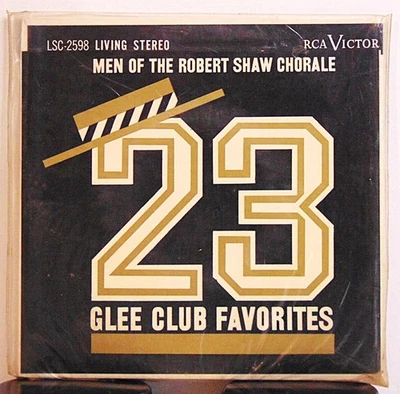 LSC-2598 LIVING STEREO RCA VICTOR
MEN OF THE ROBERT SHAW CHORALE
23
GLEE CLUB FAVORITES